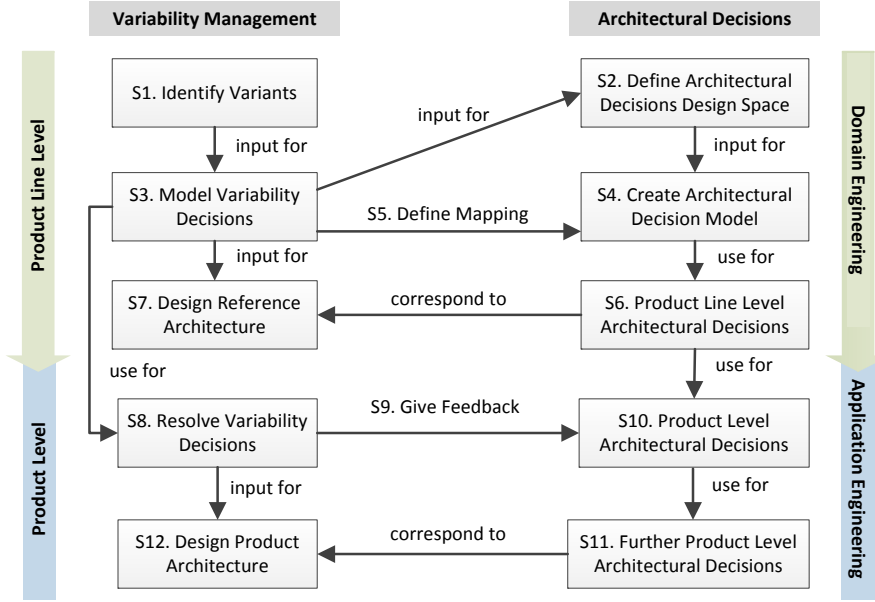 Variability Management
Architectural Decisions
Product Line Level
Domain Engineering
S1. Identify Variants
S2. Define Architectural
Decisions Design Space
input for
input for
input for
S3. Model Variability
Decisions
S5. Define Mapping
S4. Create Architectural
Decision Model
input for
use for
S7. Design Reference
Architecture
correspond to
S6. Product Line Level
Architectural Decisions
use for
use for
Product Level
Application Engineering
S8. Resolve Variability
Decisions
S9. Give Feedback
S10. Product Level
Architectural Decisions
input for
use for
S12. Design Product
Architecture
correspond to
S11. Further Product Level
Architectural Decisions